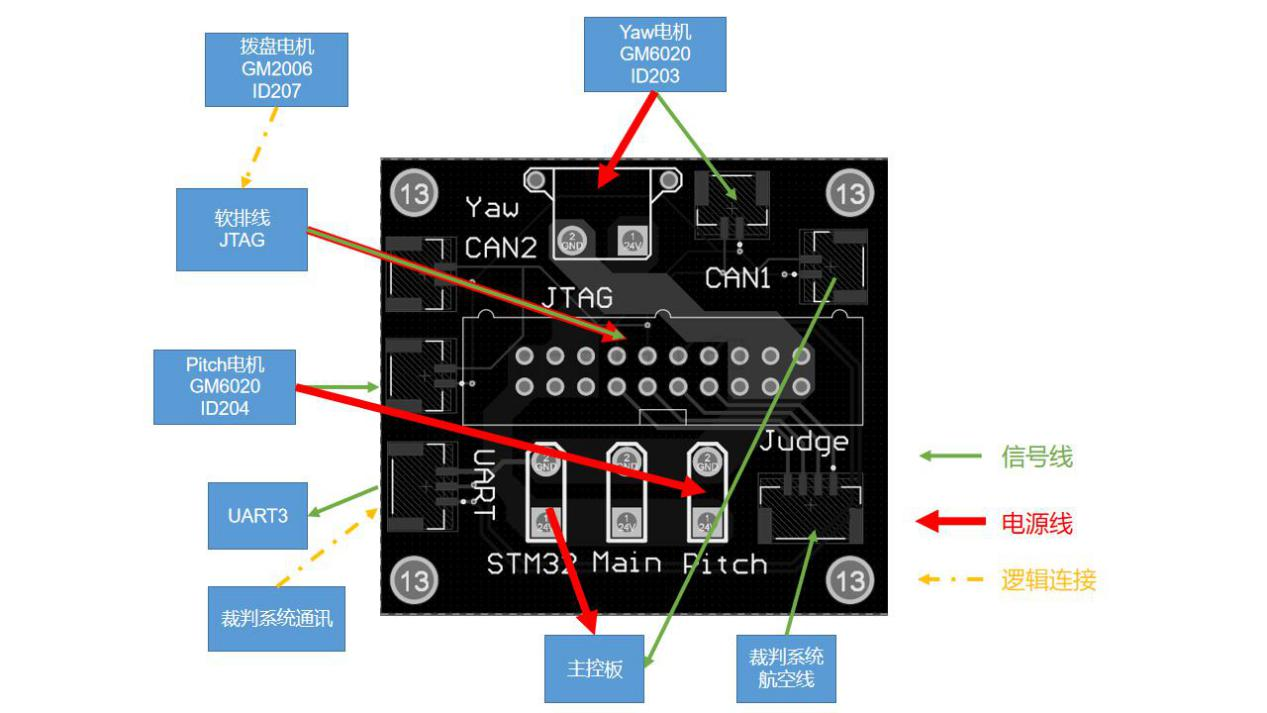 拨盘电机
GM2006
ID207
Yaw电机
GM6020
ID203
13
13
Yaw
2
GND
1
24V
软排线
JTAG
CAN2
CAN1
JTAG
Pitch电机
GM6020
ID204
Judge
信号线
UART
2
GND
2
GND
2
GND
UART3
1
24V
1
24V
1
24V
电源线
STM32
Main
Pitch
13
13
逻辑连接
裁判系统通讯
主控板
裁判系统
航空线